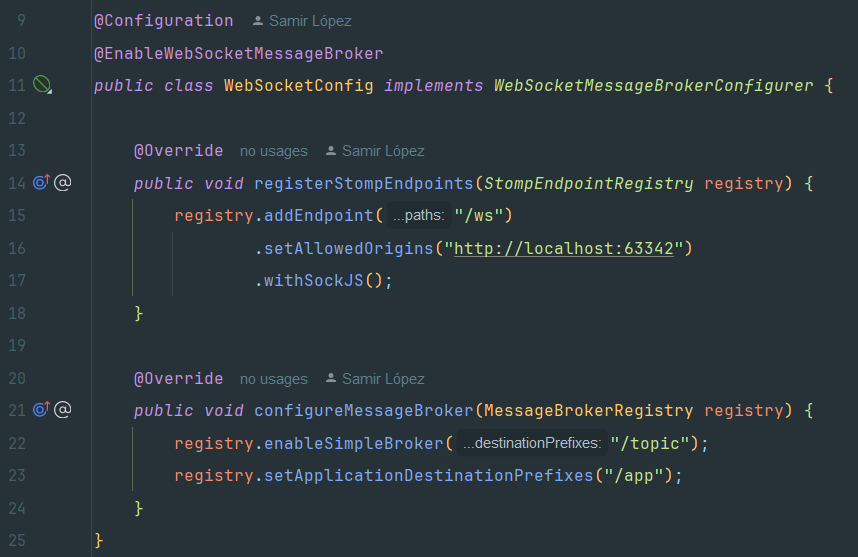 9 @Configuration Samir López
10 @EnableWebSocketMessageBroker
11 public class WebSocketConfig implements WebSocketMessageBrokerConfigurer {
12
13 @Override no usages Samir López
14 public void registerStompEndpoints(StompEndpointRegistry registry) {
15 registry.addEndpoint( ...paths: "/ws")
16 .setAllowedOrigins("http://localhost:63342")
17 .withSockJS();
18 }
19
20 @Override no usages Samir López
21 public void configureMessageBroker(MessageBrokerRegistry registry) {
22 registry.enableSimpleBroker( ...destinationPrefixes: "/topic");
23 registry.setApplicationDestinationPrefixes("/app");
24 }
25 }